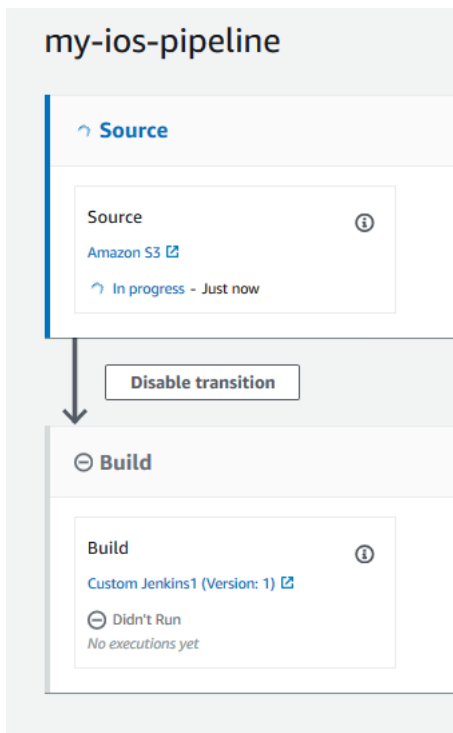 my-ios-pipeline
Source
Source
Amazon S3
In progress - Just now
Disable transition
Build
Build
Custom Jenkins1 (Version: 1)
Didn't Run
No executions yet